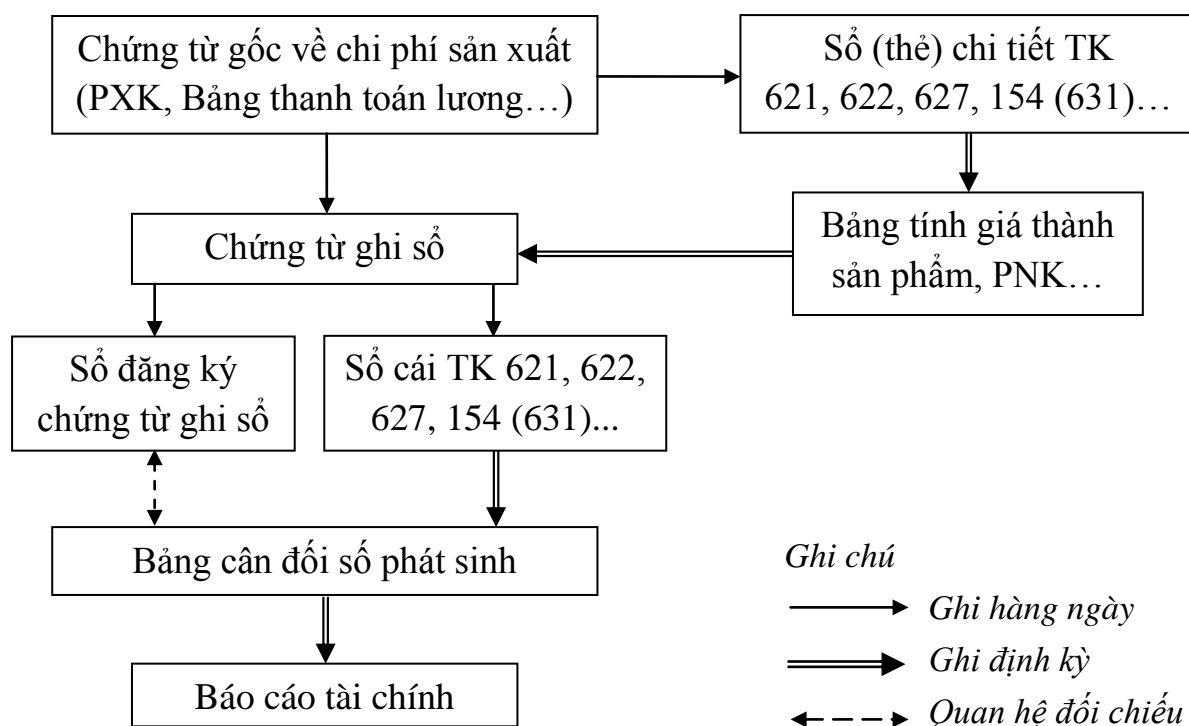 Chứng từ gốc về chi phí sản xuất
(PXK, Bảng thanh toán lương…)
Sổ (thẻ) chi tiết TK
621, 622, 627, 154 (631)…
Chứng từ ghi sổ
Bảng tính giá thành
sản phẩm, PNK…
Sổ đăng ký
chứng từ ghi sổ
Sổ cái TK 621, 622,
627, 154 (631)...
Bảng cân đối số phát sinh
Báo cáo tài chính
Ghi chú
Ghi hàng ngày
Ghi định kỳ
Quan hệ đối chiếu